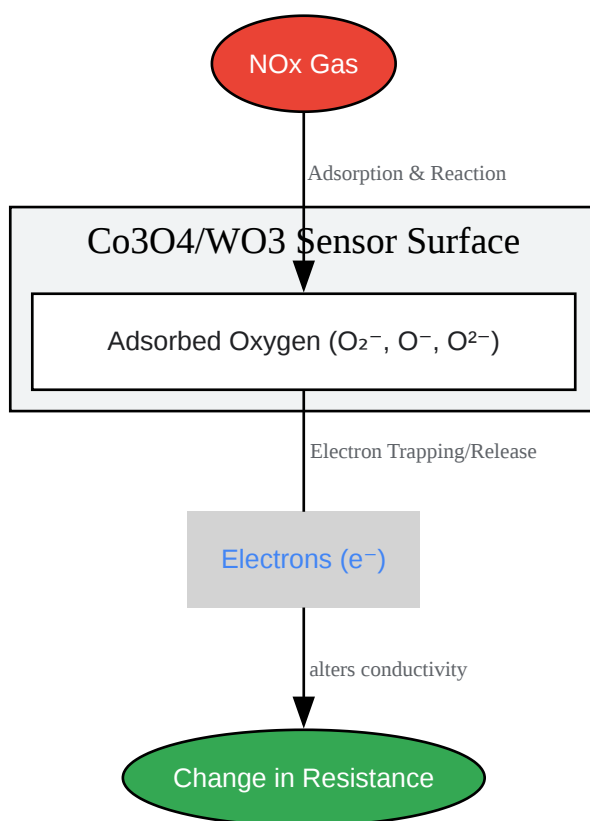 NOx Gas
Adsorption & Reaction
Co3O4/WO3 Sensor Surface
Adsorbed Oxygen (O₂⁻, O⁻, O²⁻)
Electron Trapping/Release
Electrons (e⁻)
alters conductivity
Change in Resistance